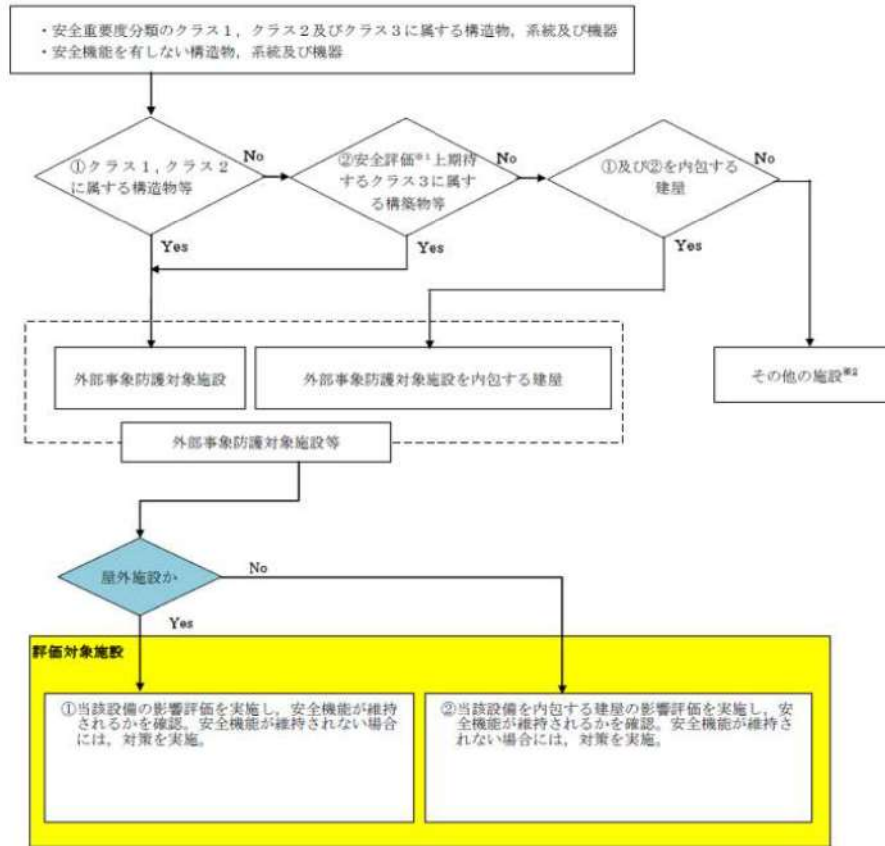 ・安全重要度分類のクラス１，クラス２及びクラス３に属する構造物，系統及び機器
・安全機能を有しない構造物，系統及び機器
①クラス１，クラス２
に属する構造物等
No
②安全評価※１上期待
するクラス３に属す
る構築物等
No
①及び②を内包する
建屋
No
Yes
Yes
Yes
外部事象防護対象施設
外部事象防護対象施設を内包する建屋
その他の施設※２
外部事象防護対象施設等
屋外施設か
No
Yes
評価対象施設
①当該設備の影響評価を実施し，安全機能が維持
されるかを確認。安全機能が維持されない場合
には，対策を実施。
②当該設備を内包する建屋の影響評価を実施し，安
全機能が維持されるかを確認。安全機能が維持さ
れない場合には，対策を実施。